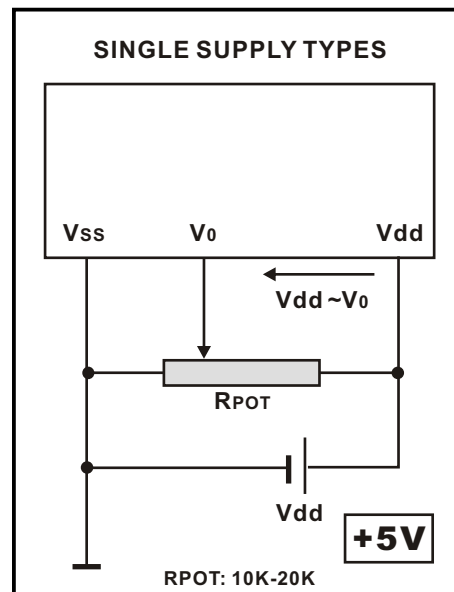 SINGLE SUPPLY TYPES
Vss V0 Vdd
Vdd ~V0
RPOT
Vdd
+5V
RPOT: 10K-20K